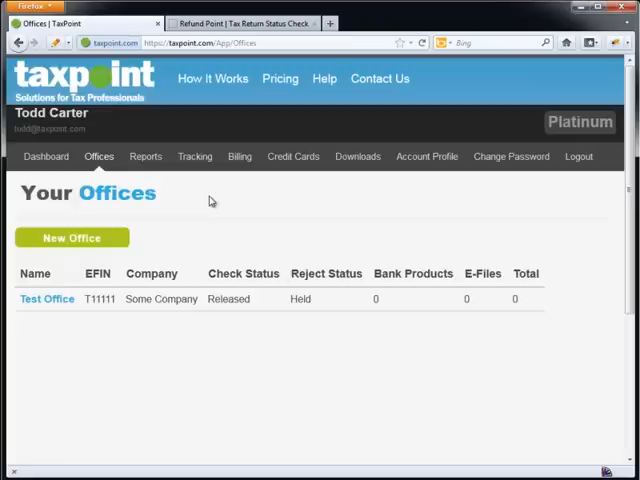 Firefox
Offices | TaxPoint
Refund Point | Tax Return Status Check
taxpoint.com
https://taxpoint.com/App/Offices
Bing
taxpoint
Solutions for Tax Professionals
How It Works Pricing Help Contact Us
Todd Carter
todd@taxpoint.com
Platinum
Dashboard Offices Reports Tracking Billing Credit Cards Downloads Account Profile Change Password Logout
Your Offices
New Office
Name EFIN Company Check Status Reject Status Bank Products E-Files Total
Test Office T11111 Some Company Released Held 0 0 0